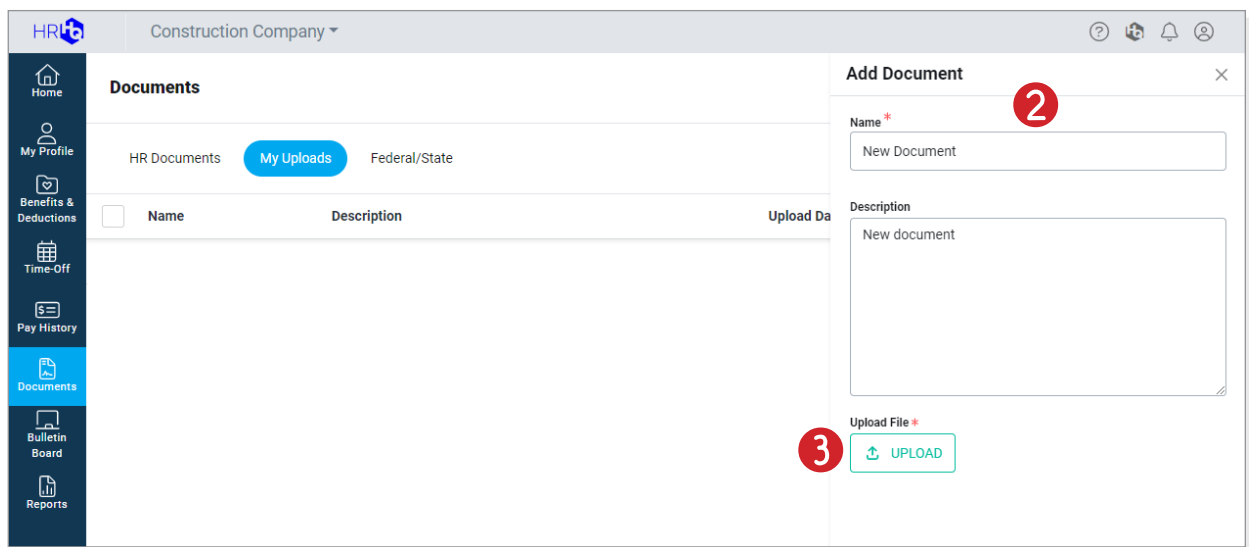 HR HQ
Construction Company
?
Home
My Profile
Benefits &
Deductions
Time-Off
$
Pay History
Documents
Bulletin
Board
Reports
Documents
HR Documents
My Uploads
Federal/State
Name
Description
Upload Da
Add Document
2
Name *
New Document
Description
New document
Upload File *
3
UPLOAD